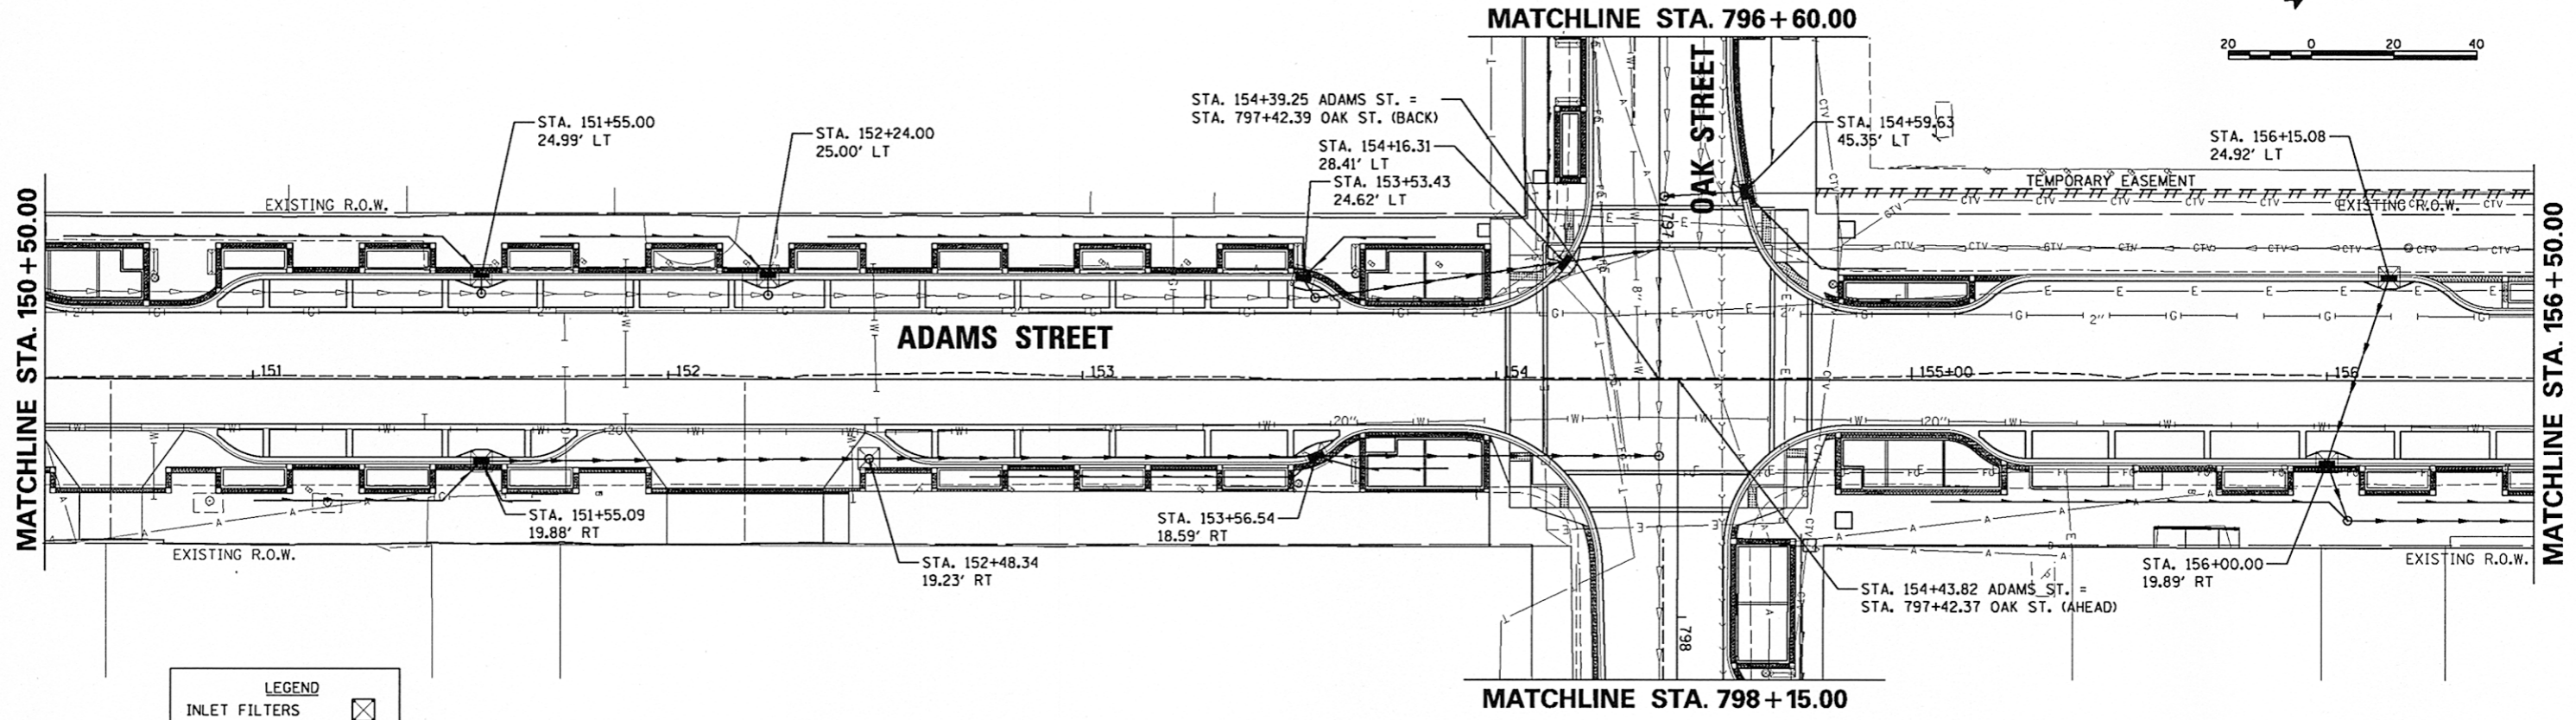 MATCHLINE STA. 796+60.00
20 0 20 40
OAK STREET
STA. 154+39.25 ADAMS ST. =
STA. 797+42.39 OAK ST. (BACK)
STA. 151+55.00
24.99' LT
STA. 152+24.00
25.00' LT
STA. 154+16.31
28.41' LT
STA. 153+53.43
24.62' LT
STA. 154+59.63
45.35' LT
STA. 156+15.08
24.92' LT
TEMPORARY EASEMENT
EXISTING R.O.W.
EXISTING R.O.W.
MATCHLINE STA. 150+50.00
MATCHLINE STA. 156+50.00
797
ADAMS STREET
151 152 153 154 155+00 156
STA. 151+55.09
19.88' RT
STA. 153+56.54
18.59' RT
STA. 152+48.34
19.23' RT
EXISTING R.O.W.
EXISTING R.O.W.
STA. 156+00.00
19.89' RT
STA. 154+43.82 ADAMS ST. =
STA. 797+42.37 OAK ST. (AHEAD)
798
MATCHLINE STA. 798+15.00
LEGEND
INLET FILTERS